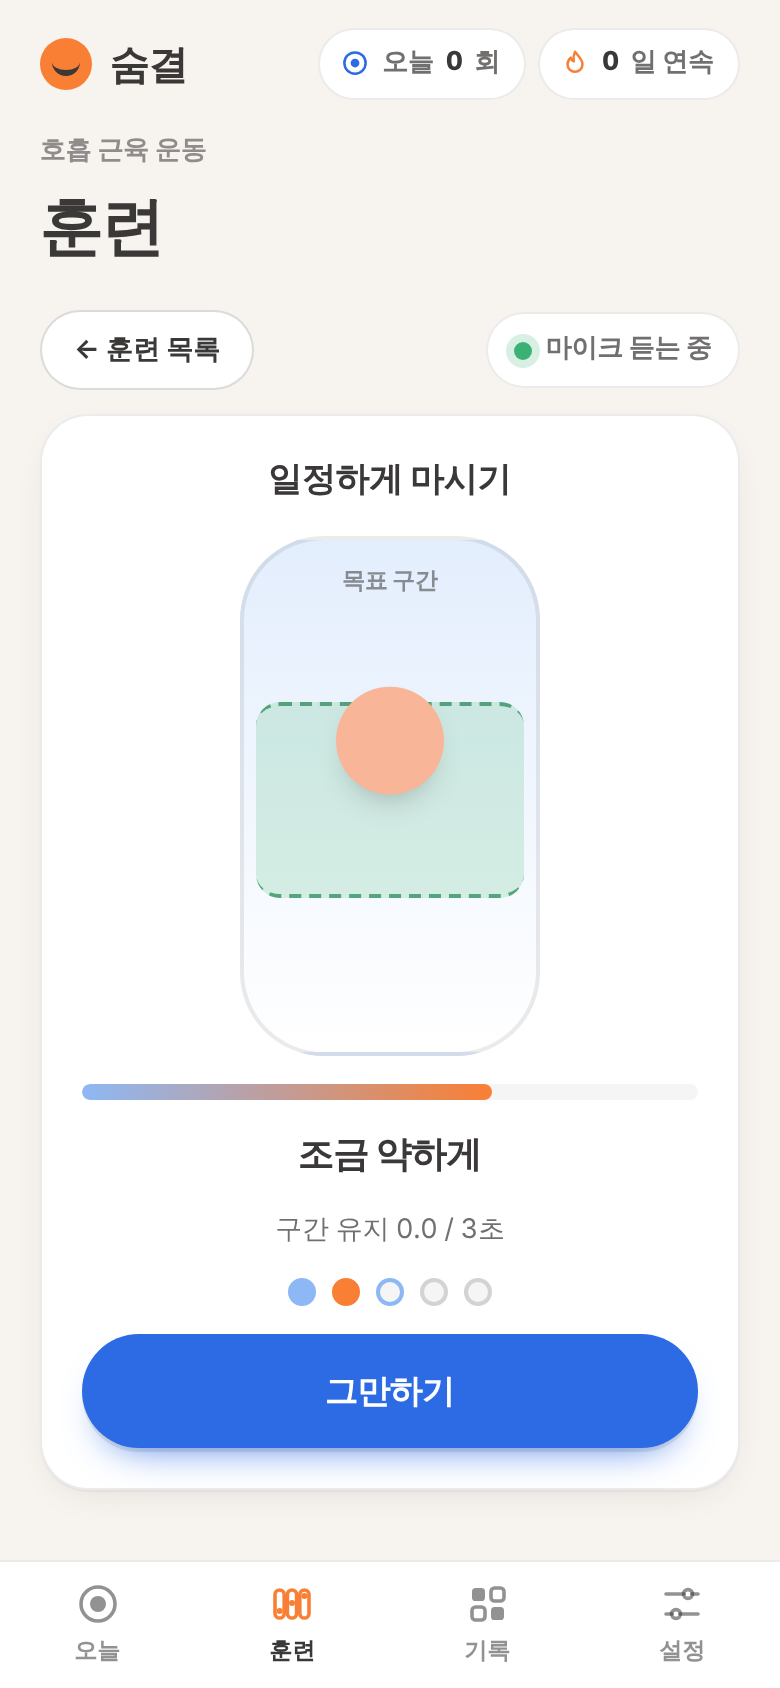 숨결
오늘 0 회
0 일 연속
호흡 근육 운동
훈련
← 훈련 목록
마이크 듣는 중
일정하게 마시기
목표 구간
조금 약하게
구간 유지 0.0 / 3초
그만하기
오늘
훈련
기록
설정